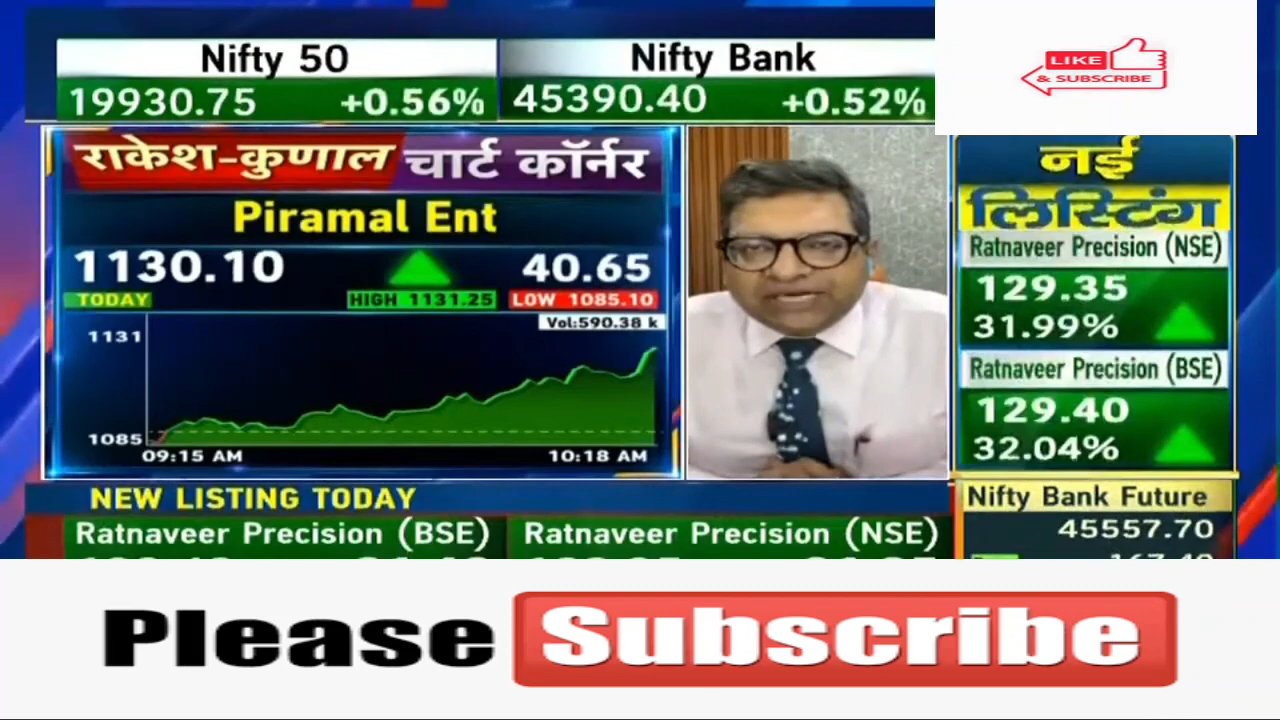 Nifty 50
19930.75 +0.56%
Nifty Bank
45390.40 +0.52%
LIKE
& SUBSCRIBE
राकेश-कुणाल चार्ट कॉर्नर
Piramal Ent
1130.10 40.65
TODAY HIGH 1131.25 LOW 1085.10
Vol:590.38 k
1131
1085
09:15 AM 10:18 AM
नई
लिस्टिंग
Ratnaveer Precision (NSE)
129.35
31.99%
Ratnaveer Precision (BSE)
129.40
32.04%
NEW LISTING TODAY
Ratnaveer Precision (BSE) Ratnaveer Precision (NSE)
Nifty Bank Future
45557.70
Please Subscribe